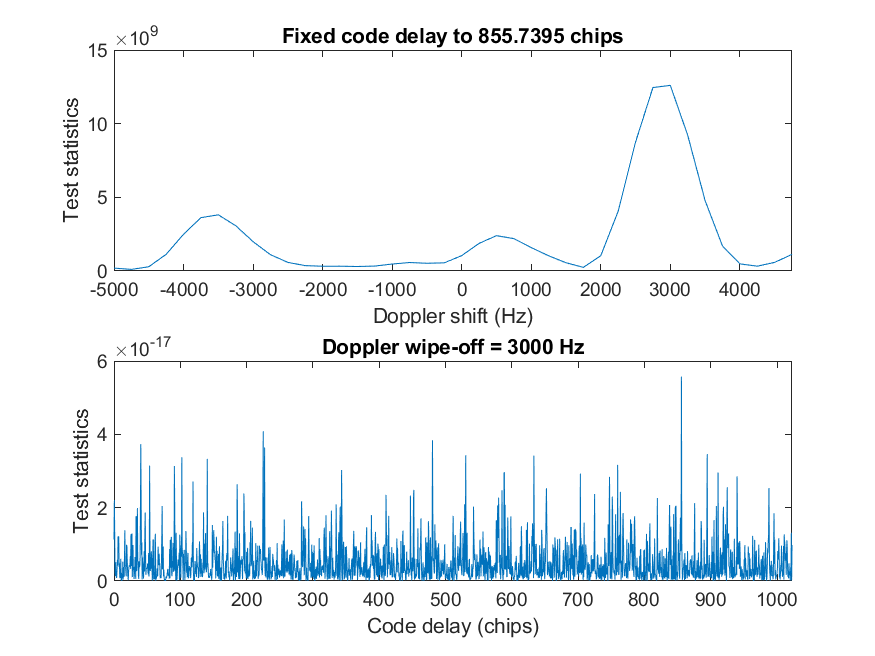 Fixed code delay to 855.7395 chips
×10^9
15
10
5
0
Test statistics
-5000 -4000 -3000 -2000 -1000 0 1000 2000 3000 4000
Doppler shift (Hz)
Doppler wipe-off = 3000 Hz
×10^-17
6
4
2
0
Test statistics
0 100 200 300 400 500 600 700 800 900 1000
Code delay (chips)